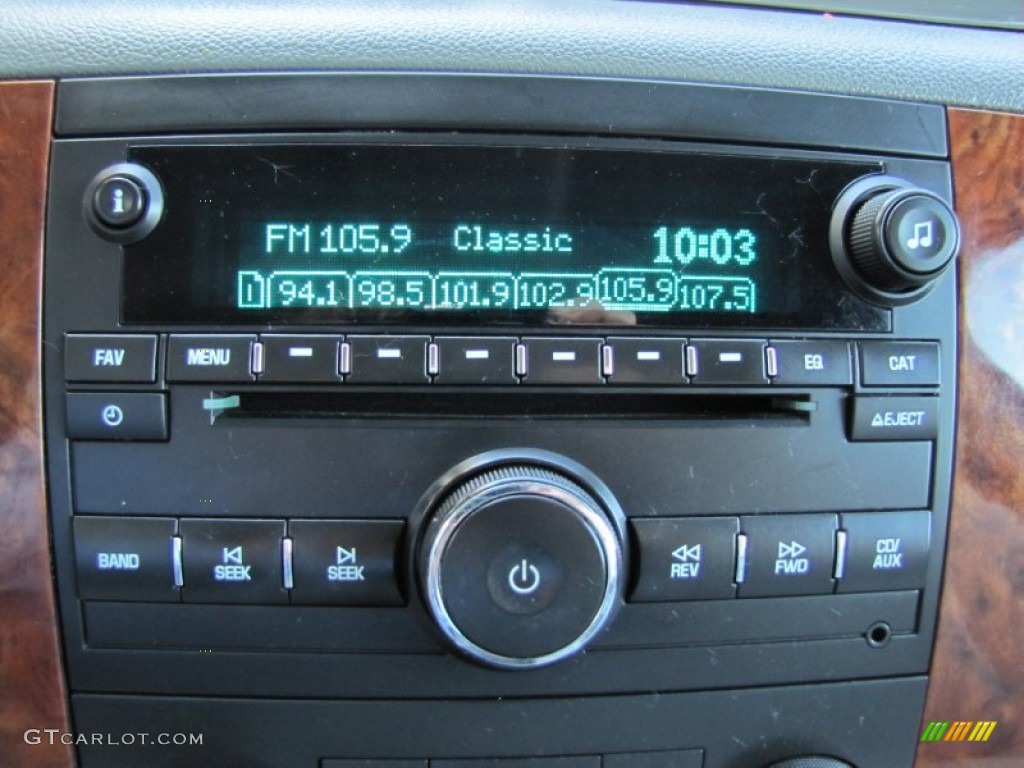 i
FM 105.9 Classic 10:03
1 94.1 98.5 101.9 102.9 105.9 107.5
FAV MENU EQ CAT
EJECT
BAND SEEK SEEK REV FWD CD/
AUX
GTCARLOT.COM